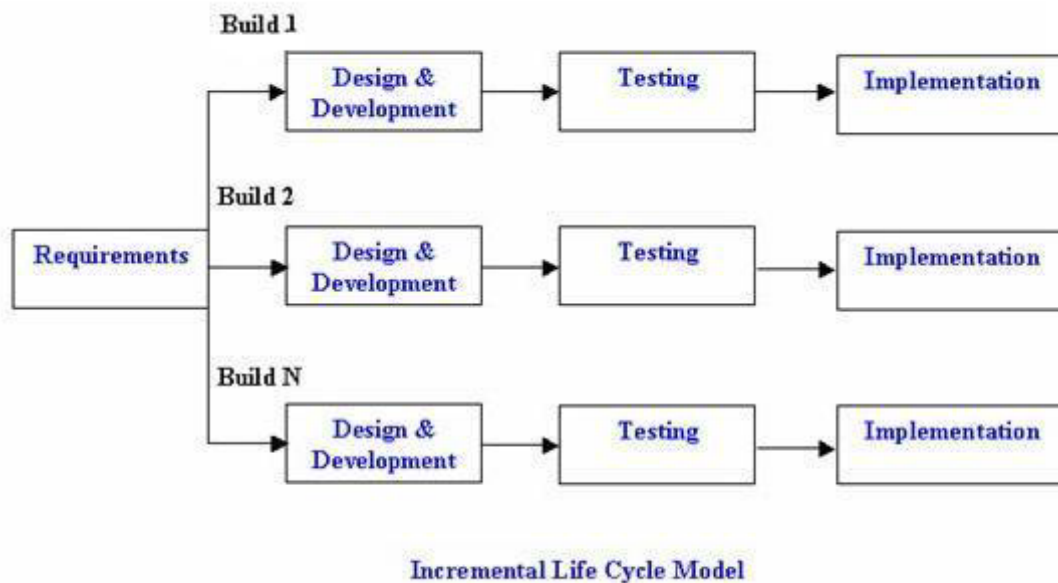 Build 1
Design &
Development
Testing
Implementation
Build 2
Requirements
Design &
Development
Testing
Implementation
Build N
Design &
Development
Testing
Implementation
Incremental Life Cycle Model